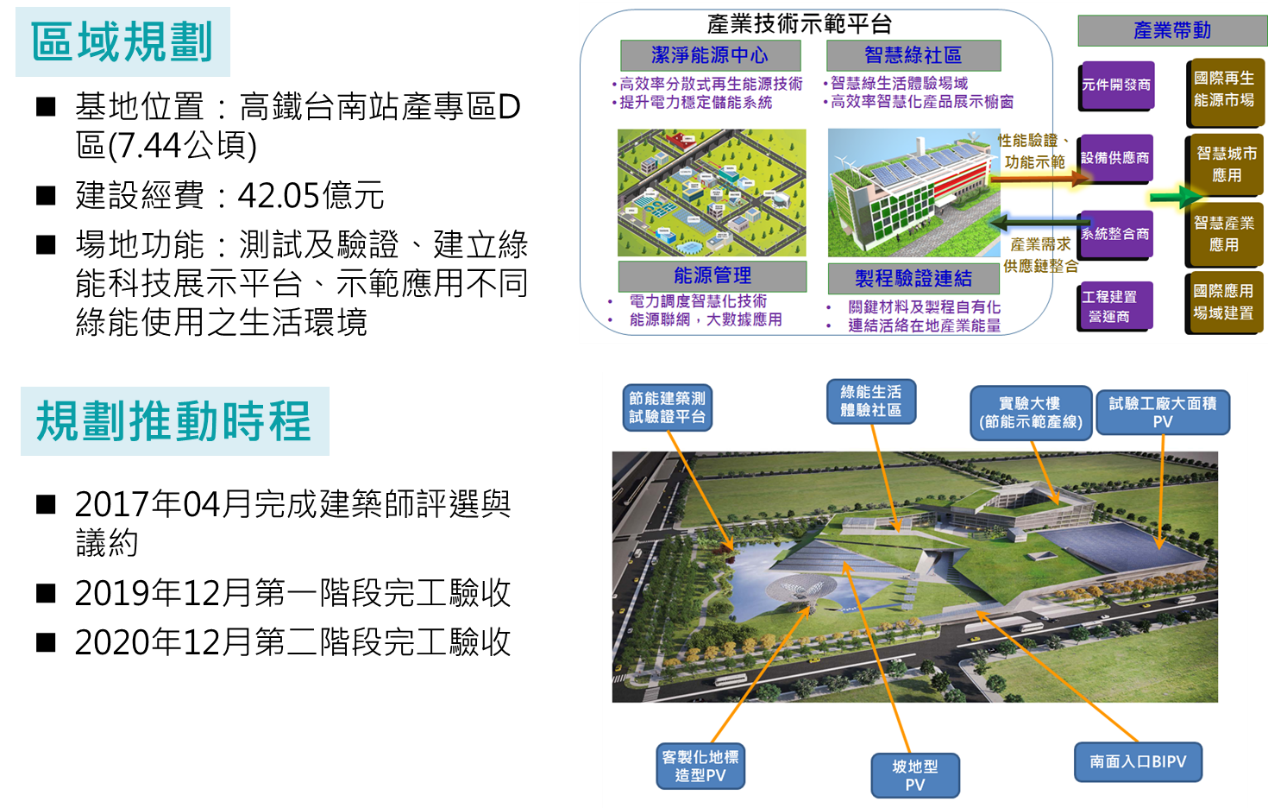 區域規劃
■ 基地位置：高鐵台南站產專區D
區(7.44公頃)
■ 建設經費：42.05億元
■ 場地功能：測試及驗證、建立綠
能科技展示平台、示範應用不同
綠能使用之生活環境
規劃推動時程
■ 2017年04月完成建築師評選與
議約
■ 2019年12月第一階段完工驗收
■ 2020年12月第二階段完工驗收
產業技術示範平台
潔淨能源中心
•高效率分散式再生能源技術
•提升電力穩定儲能系統
智慧綠社區
•智慧綠生活體驗場域
•高效率智慧化產品展示櫥窗
能源管理
• 電力調度智慧化技術
• 能源聯網，大數據應用
製程驗證連結
• 關鍵材料及製程自有化
• 連結活絡在地產業能量
性能驗證、
功能示範
產業需求
供應鏈整合
產業帶動
元件開發商
設備供應商
系統整合商
工程建置
營運商
國際再生
能源市場
智慧城市
應用
智慧產業
應用
國際應用
場域建置
節能建築測
試驗證平台
綠能生活
體驗社區
實驗大樓
(節能示範產線)
試驗工廠大面積
PV
客製化地標
造型PV
坡地型
PV
南面入口BIPV